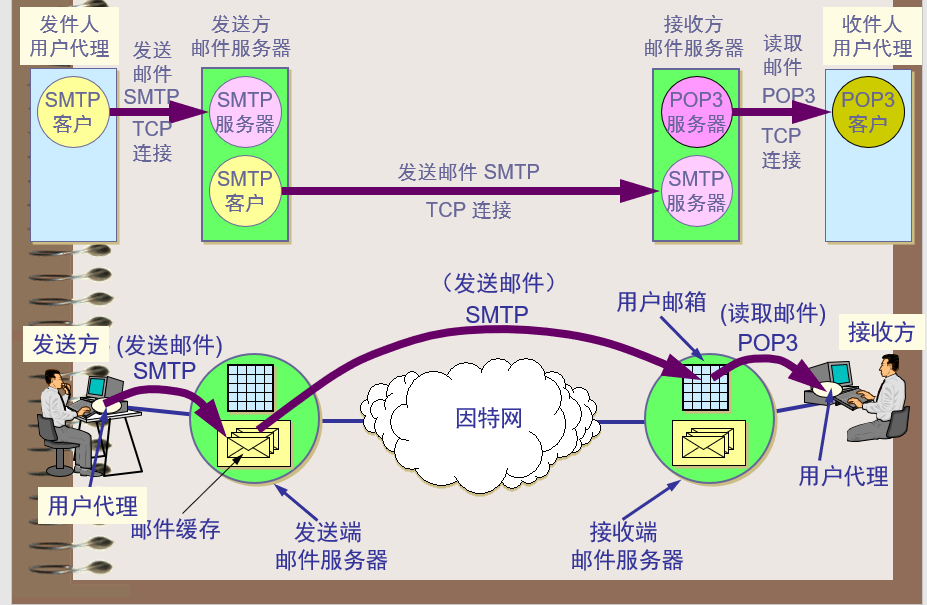 发件人
用户代理
发送
邮件
SMTP
TCP
连接
发送方
邮件服务器
接收方
邮件服务器
读取
邮件
POP3
TCP
连接
收件人
用户代理
SMTP
客户
SMTP
服务器
SMTP
客户
发送邮件 SMTP
TCP 连接
POP3
服务器
SMTP
服务器
POP3
客户
（发送邮件）
SMTP
用户邮箱
(读取邮件)
POP3
接收方
发送方
(发送邮件)
SMTP
因特网
用户代理
邮件缓存
发送端
邮件服务器
接收端
邮件服务器
用户代理